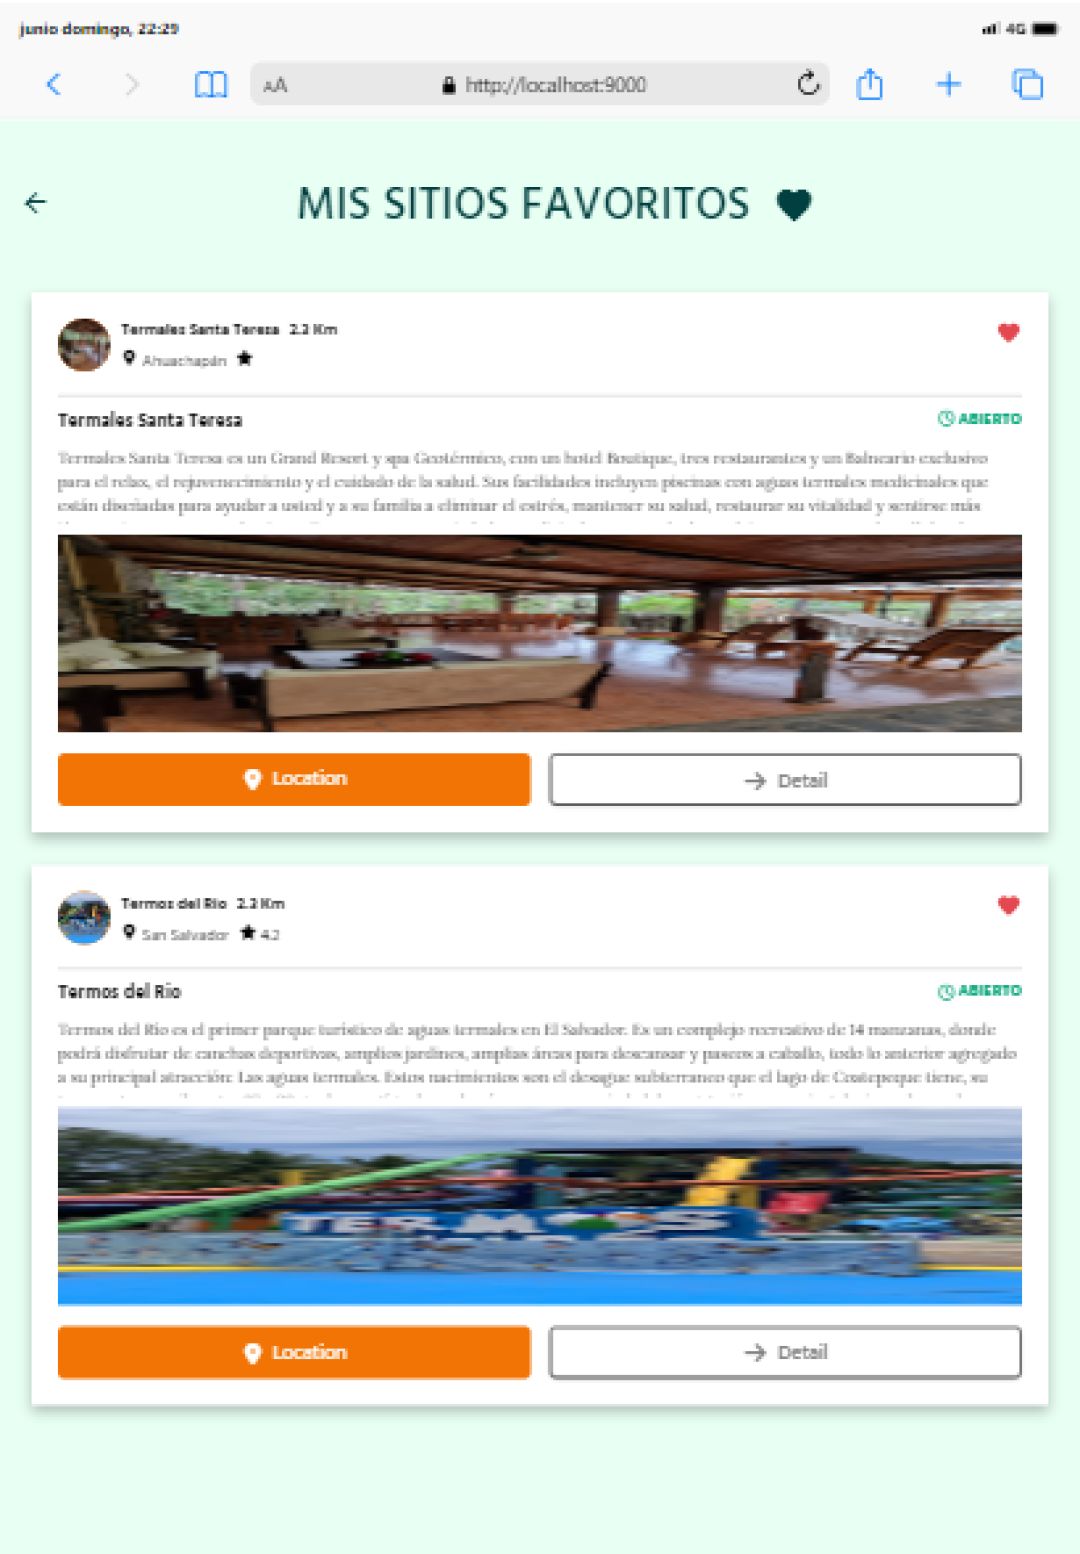 junio domingo, 22:29
4G
AA
http://localhost:9000
MIS SITIOS FAVORITOS
Termales Santa Teresa 2.3 Km
Ahuachapán
Termales Santa Teresa
ABIERTO
Termales Santa Teresa es un Grand Resort y spa Geotérmico, con un hotel Boutique, tres restaurantes y un Balneario exclusivo
para el relax, el rejuvenecimiento y el cuidado de la salud. Sus facilidades incluyen piscinas con aguas termales medicinales que
están diseñadas para ayudar a usted y a su familia a eliminar el estrés, mantener su salud, restaurar su vitalidad y sentirse más
Location
Detail
Termos del Rio 2.3 Km
San Salvador 4.2
Termos del Rio
ABIERTO
Termos del Río es el primer parque turístico de aguas termales en El Salvador. Es un complejo recreativo de 14 manzanas, donde
podrá disfrutar de canchas deportivas, amplios jardines, amplias áreas para descansar y paseos a caballo, todo lo anterior agregado
a su principal atracción: Las aguas termales. Estos nacimientos son el desague subterraneo que el lago de Coatepeque tiene, su
TERMOS
Location
Detail